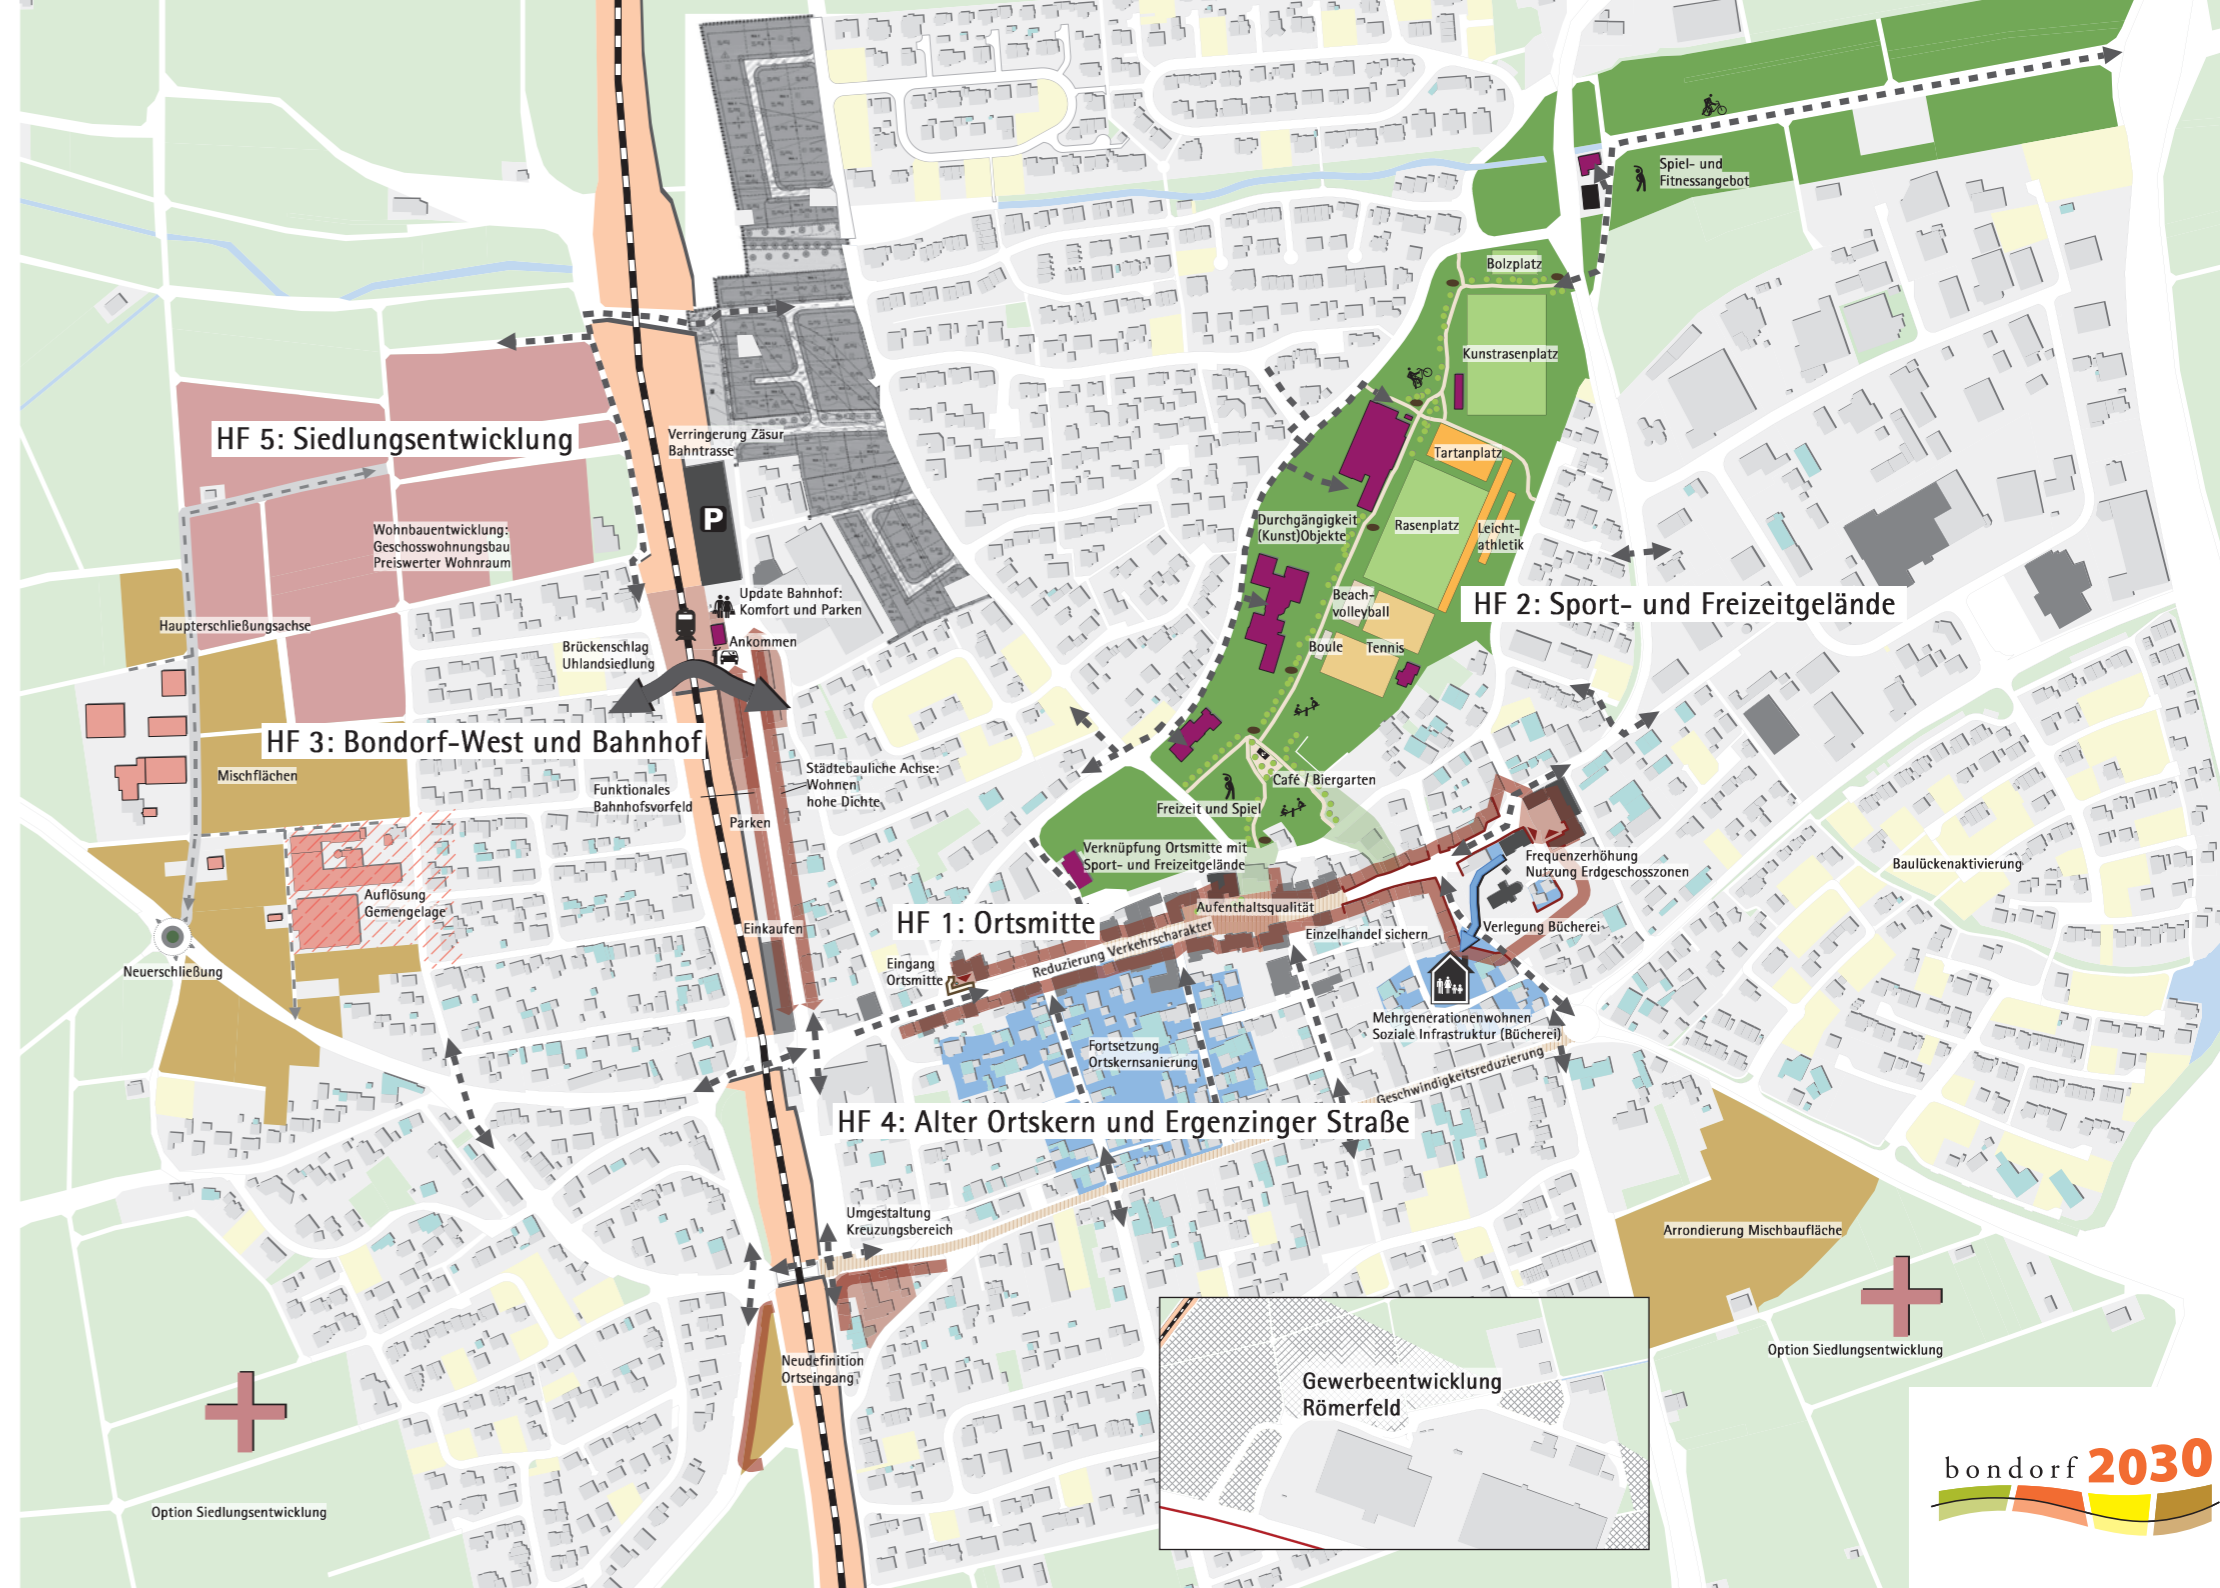 Spiel- und
Fitnessangebot
Bolzplatz
Kunstrasenplatz
HF 5: Siedlungsentwicklung
Verringerung Zäsur
Bahntrasse
P
Tartanplatz
Durchgängigkeit
(Kunst)Objekte
Rasenplatz
Leicht-
athletik
Wohnbauentwicklung:
Geschosswohnungsbau
Preiswerter Wohnraum
Update Bahnhof:
Komfort und Parken
Beach-
volleyball
HF 2: Sport- und Freizeitgelände
Haupterschließungsachse
Ankommen
Brückenschlag
Uhlandsiedlung
Boule
Tennis
HF 3: Bondorf-West und Bahnhof
Mischflächen
Städtebauliche Achse:
Wohnen
hohe Dichte
Funktionales
Bahnhofsvorfeld
Café / Biergarten
Freizeit und Spiel
Parken
Verknüpfung Ortsmitte mit
Sport- und Freizeitgelände
Frequenzerhöhung
Nutzung Erdgeschosszonen
Baulückenaktivierung
Auflösung
Gemengelage
Aufenthaltsqualität
HF 1: Ortsmitte
Einkaufen
Einzelhandel sichern
Verlegung Bücherei
Reduzierung Verkehrscharakter
Eingang
Ortsmitte
Neuerschließung
Mehrgenerationenwohnen
Soziale Infrastruktur (Bücherei)
Fortsetzung
Ortskernsanierung
Geschwindigkeitsreduzierung
HF 4: Alter Ortskern und Ergenzinger Straße
Umgestaltung
Kreuzungsbereich
Arrondierung Mischbaufläche
Neudefinition
Ortseingang
Option Siedlungsentwicklung
Gewerbeentwicklung
Römerfeld
bondorf 2030
Option Siedlungsentwicklung